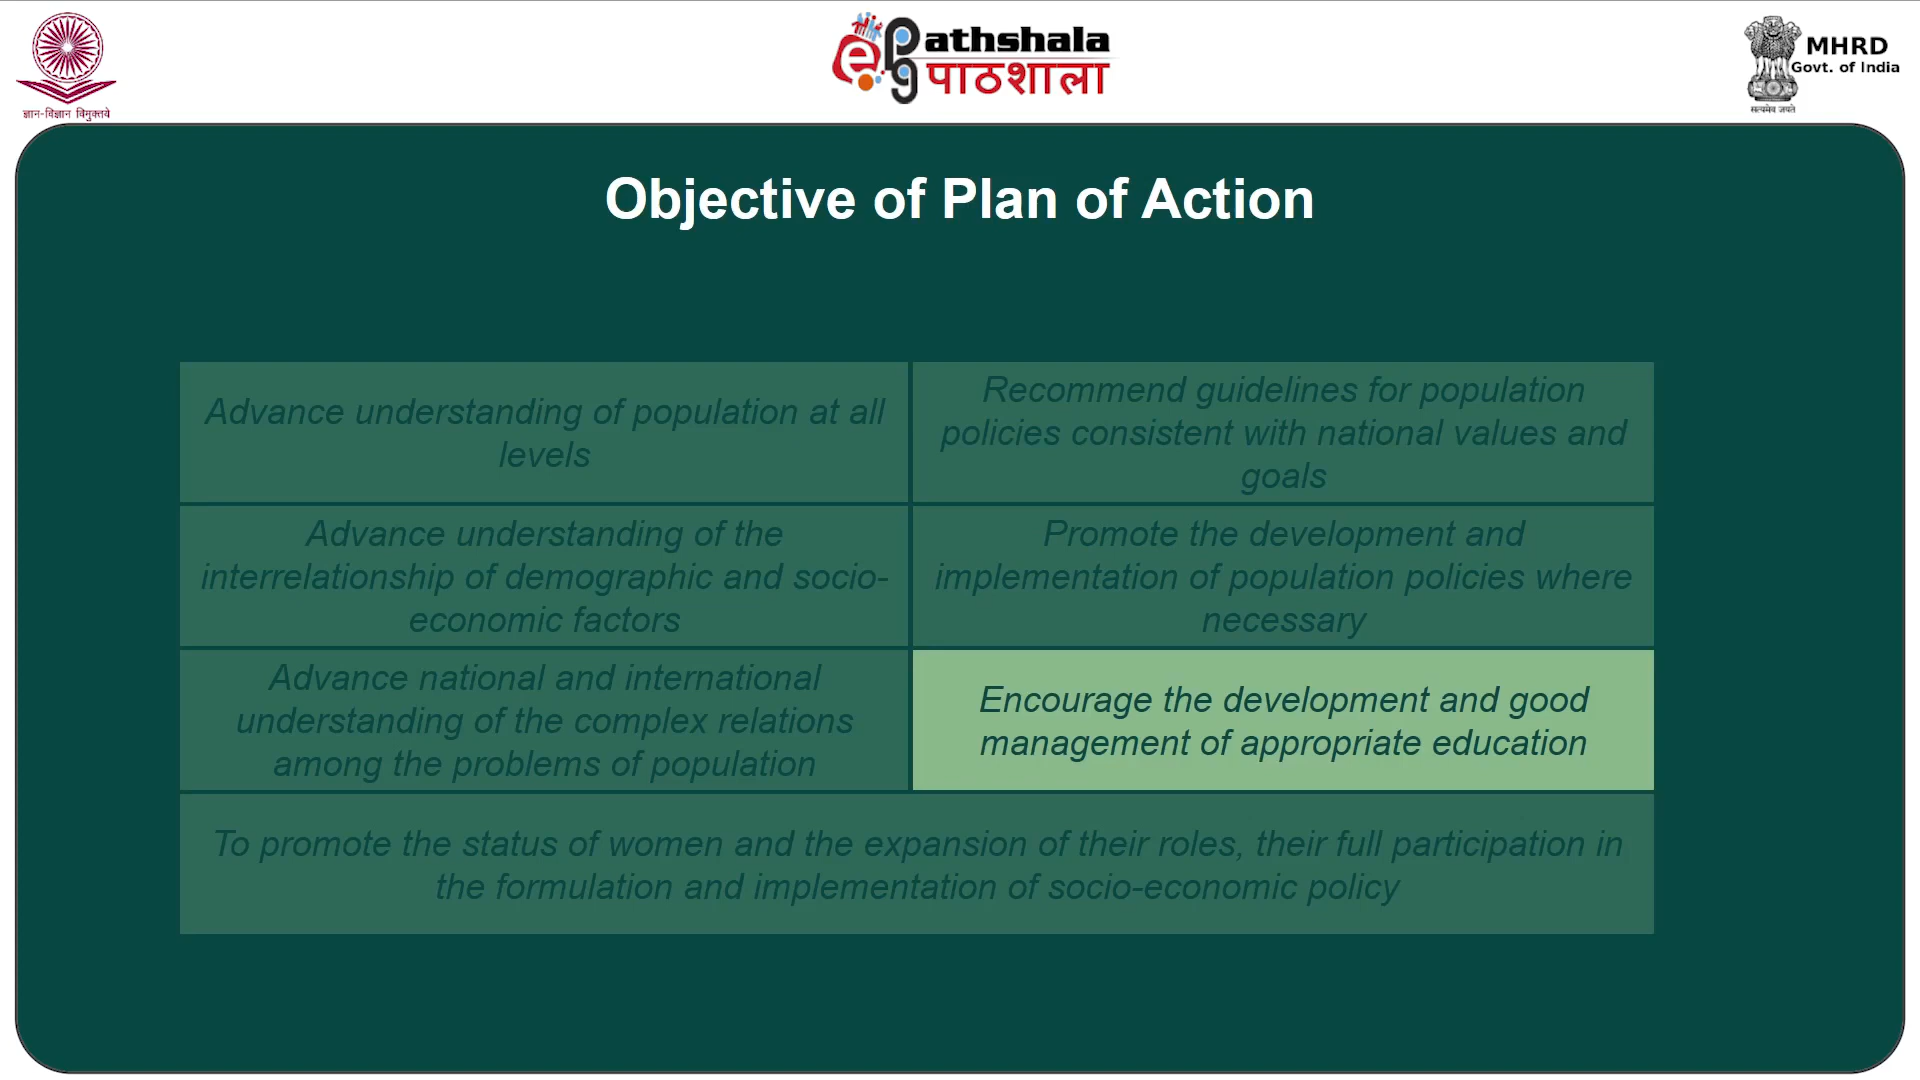 ज्ञान-विज्ञान विमुक्तये
ePathshala
पाठशाला
MHRD
Govt. of India
सत्यमेव जयते
Objective of Plan of Action
Advance understanding of population at all
levels
Recommend guidelines for population
policies consistent with national values and
goals
Advance understanding of the
interrelationship of demographic and socio-
economic factors
Promote the development and
implementation of population policies where
necessary
Advance national and international
understanding of the complex relations
among the problems of population
Encourage the development and good
management of appropriate education
To promote the status of women and the expansion of their roles, their full participation in
the formulation and implementation of socio-economic policy